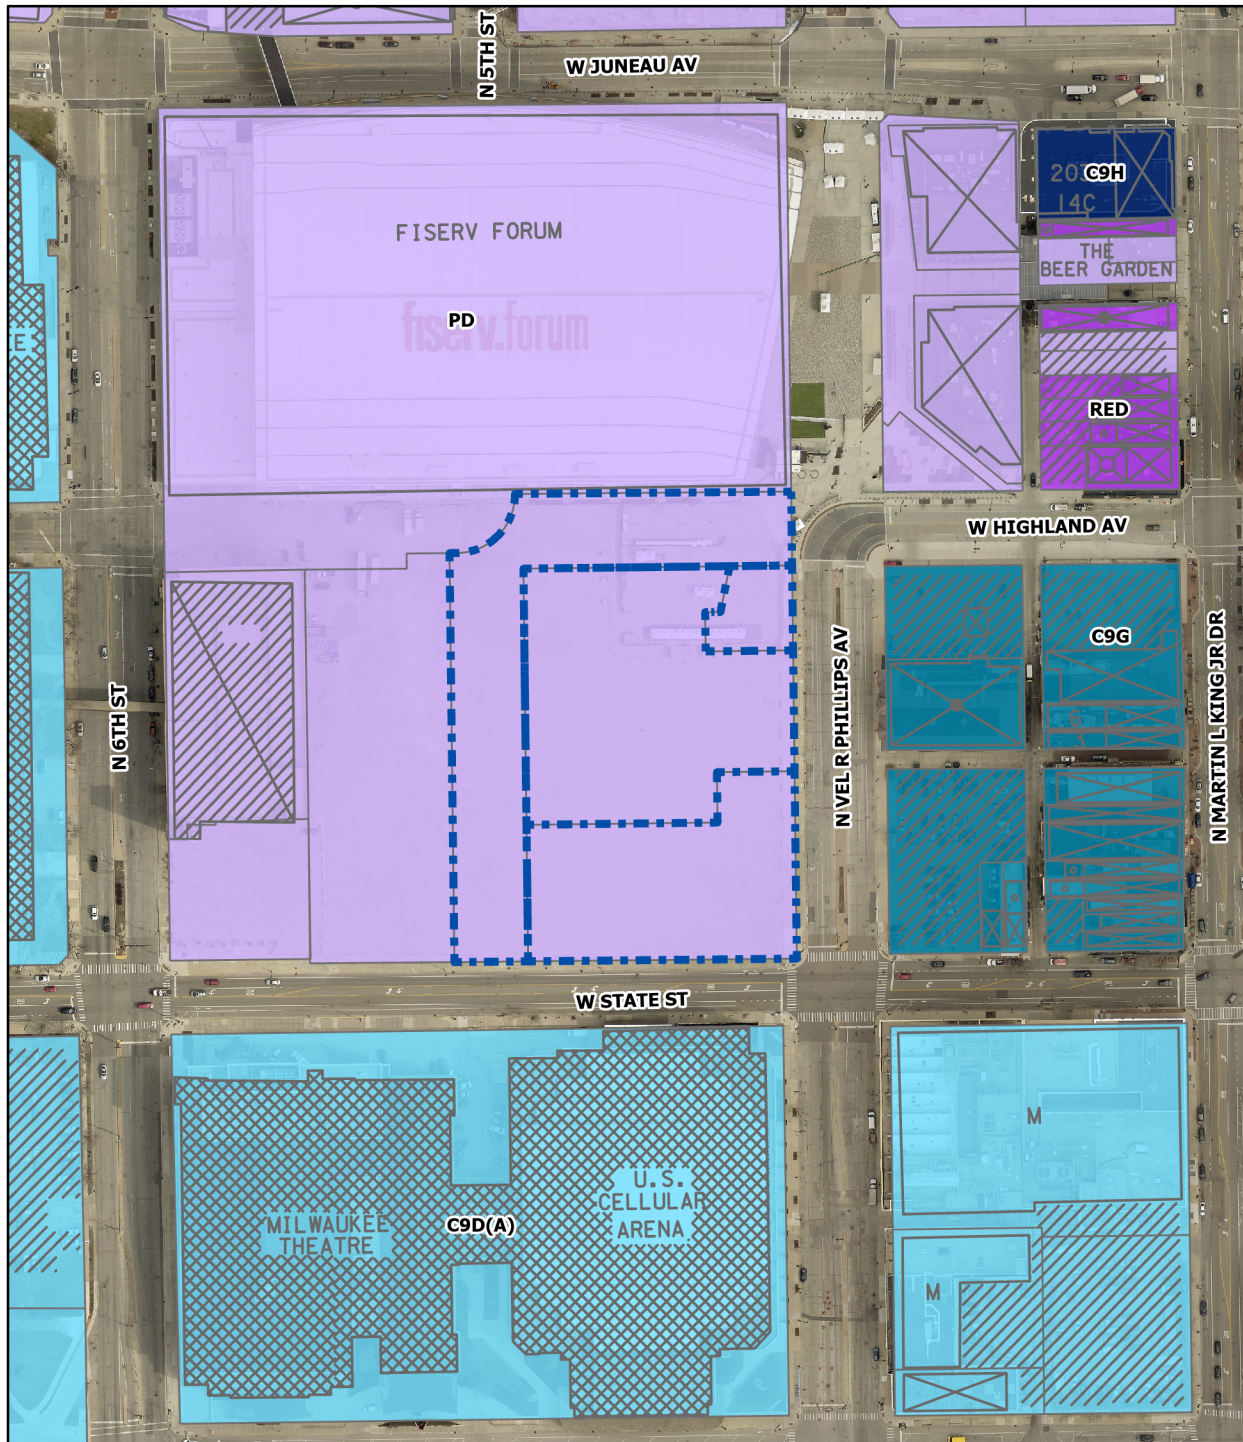 N 5TH ST
W JUNEAU AV
C9H
14C
FISERV FORUM
THE
BEER GARDEN
PD
fiserv.forum
RED
W HIGHLAND AV
N 6TH ST
N VEL R PHILLIPS AV
C9G
N MARTIN L KING JR DR
W STATE ST
M
U.S.
CELLULAR
ARENA
MILWAUKEE
THEATRE
C9D(A)
M